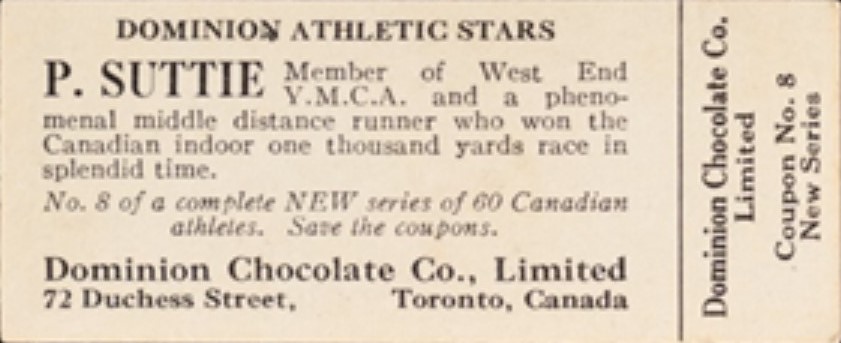 DOMINION ATHLETIC STARS
P. SUTTIE Member of West End
Y.M.C.A. and a pheno-
menal middle distance runner who won the
Canadian indoor one thousand yards race in
splendid time.
No. 8 of a complete NEW series of 60 Canadian
athletes. Save the coupons.
Dominion Chocolate Co., Limited
72 Duchess Street, Toronto, Canada
Dominion Chocolate Co.
Limited
Coupon No. 8
New Series